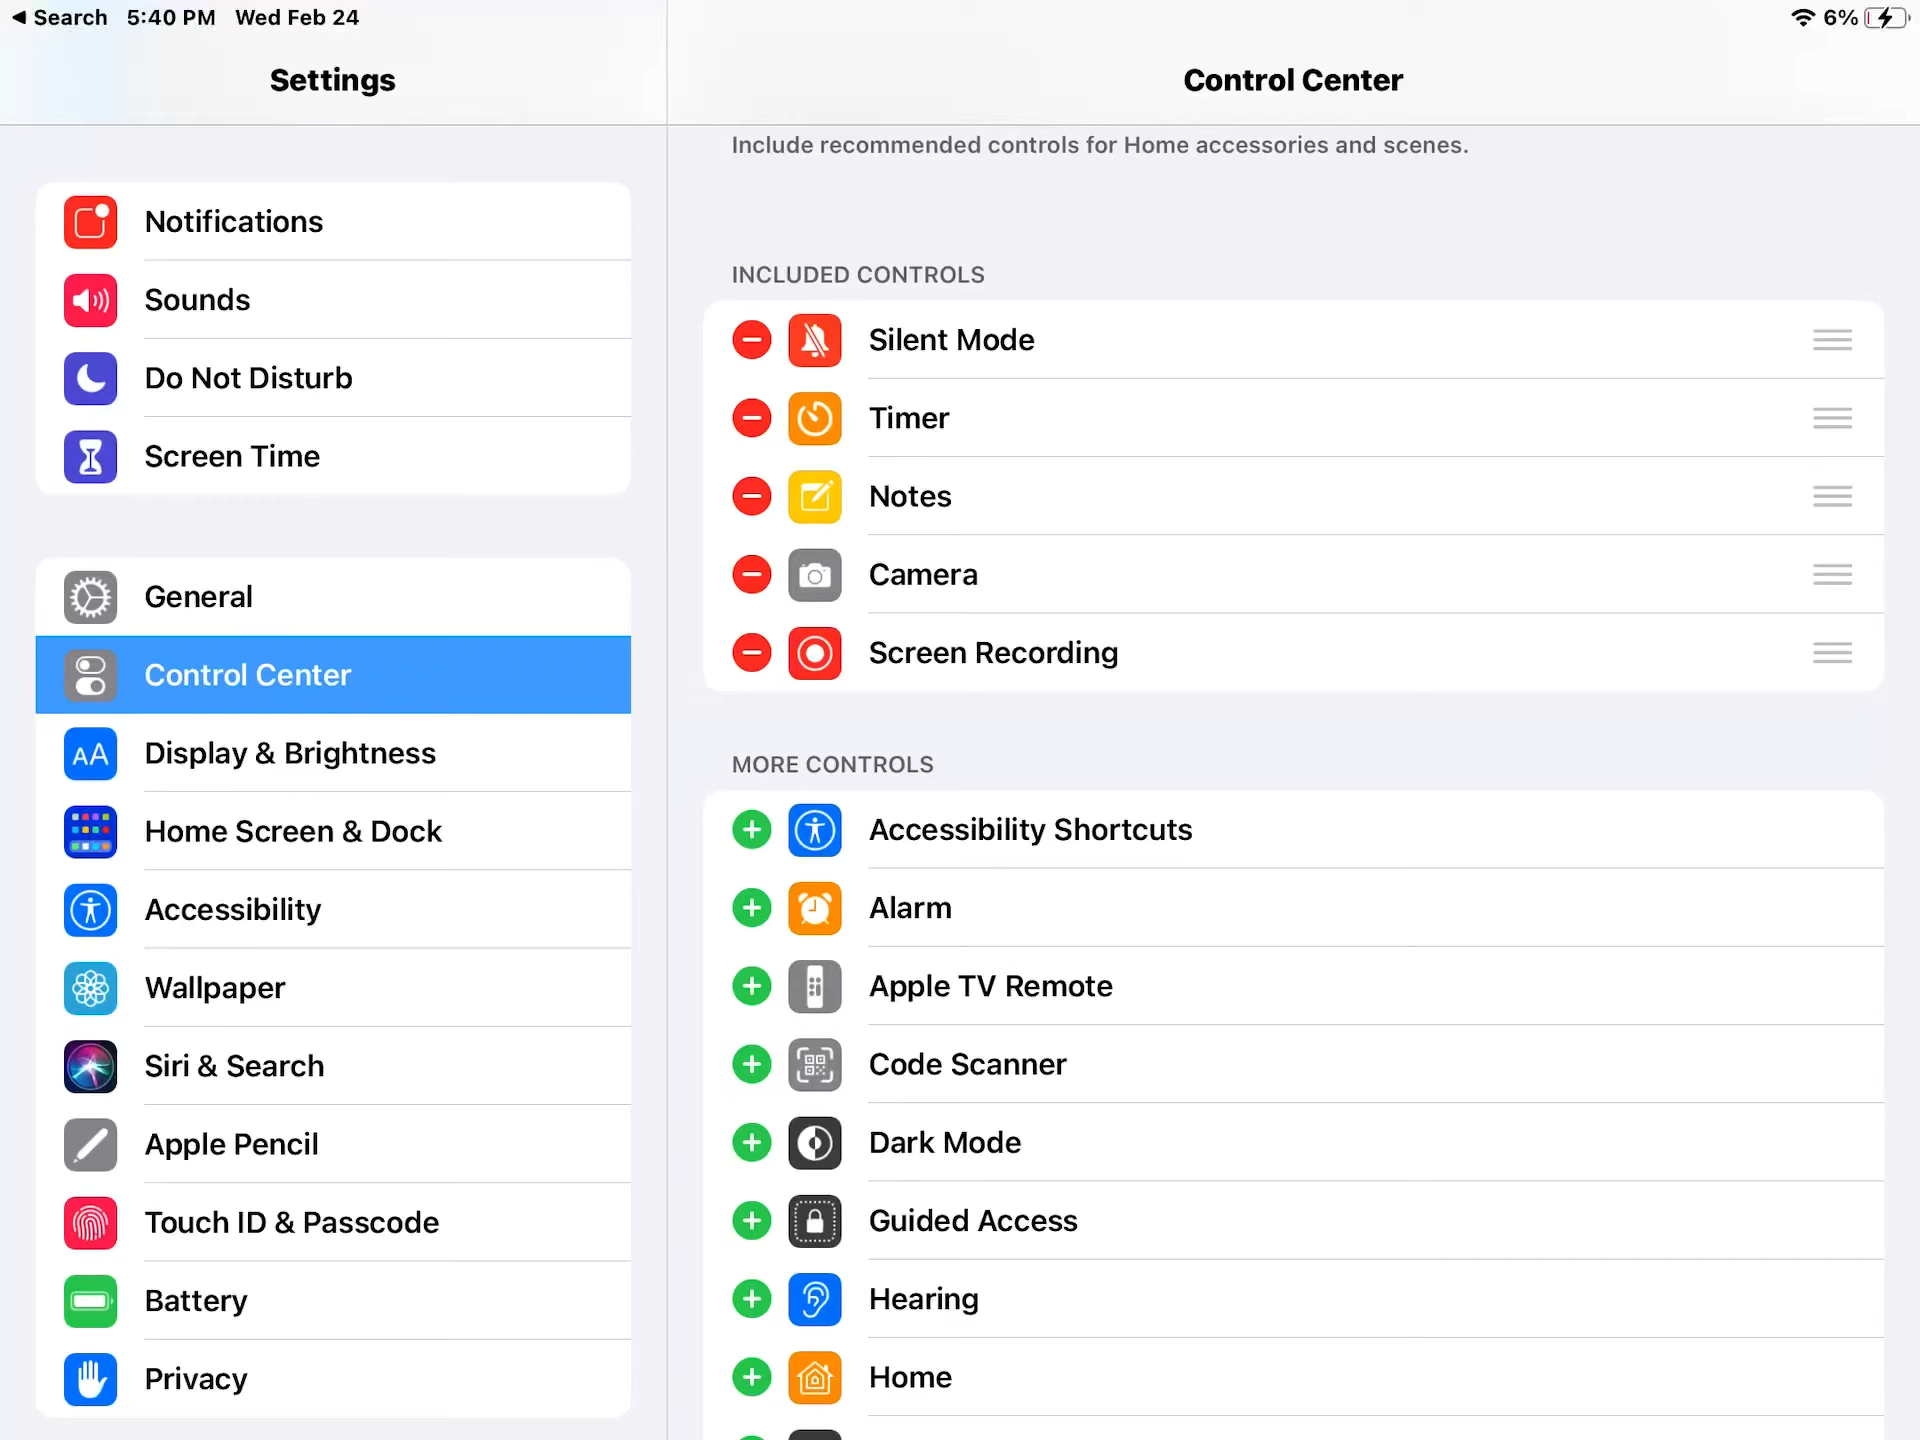 ◀ Search 5:40 PM Wed Feb 24 6%
Settings
Notifications
Sounds
Do Not Disturb
Screen Time
General
Control Center
AA Display & Brightness
Home Screen & Dock
Accessibility
Wallpaper
Siri & Search
Apple Pencil
Touch ID & Passcode
Battery
Privacy
Control Center
Include recommended controls for Home accessories and scenes.
INCLUDED CONTROLS
Silent Mode
Timer
Notes
Camera
Screen Recording
MORE CONTROLS
Accessibility Shortcuts
Alarm
Apple TV Remote
Code Scanner
Dark Mode
Guided Access
Hearing
Home